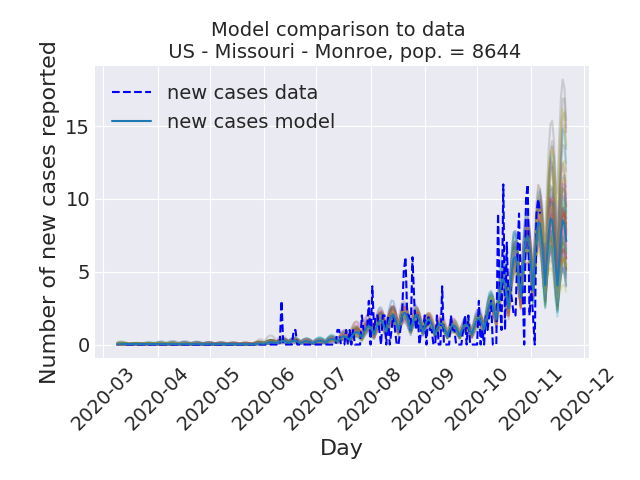 Model comparison to data
US - Missouri - Monroe, pop. = 8644
Number of new cases reported
new cases data
new cases model
15
10
5
0
2020-03
2020-04
2020-05
2020-06
2020-07
2020-08
2020-09
2020-10
2020-11
2020-12
Day